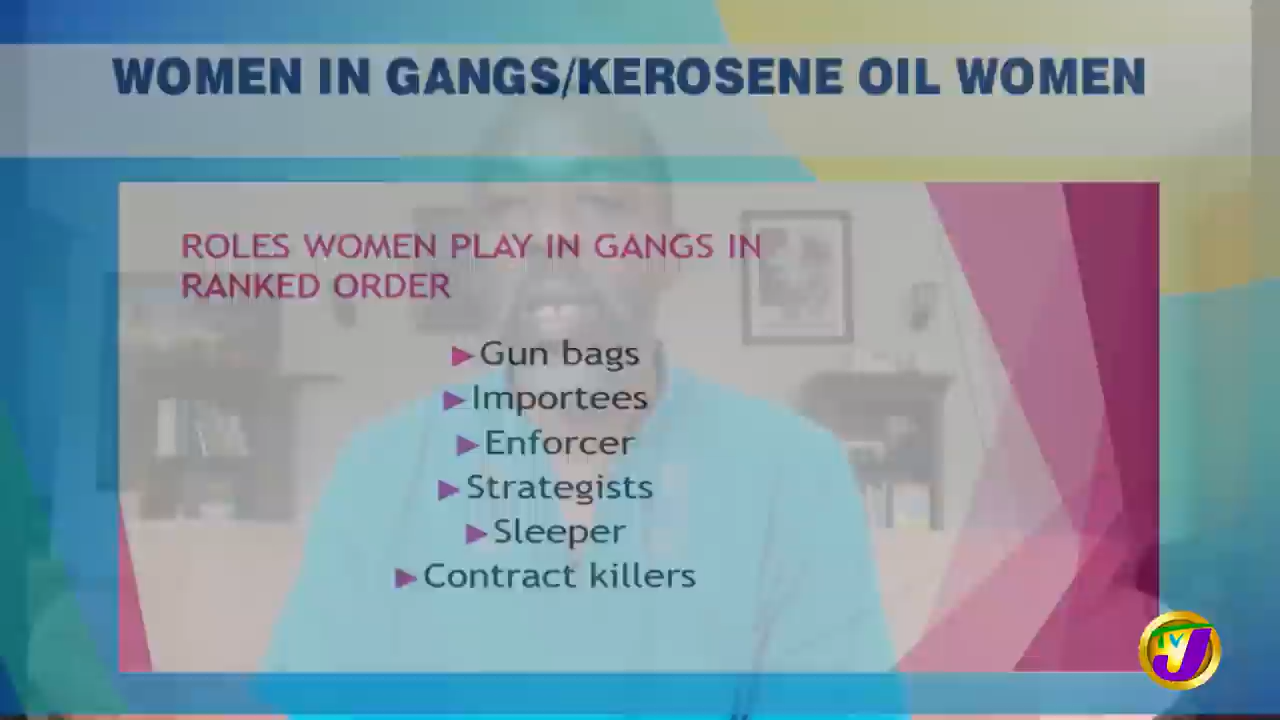 WOMEN IN GANGS/KEROSENE OIL WOMEN
ROLES WOMEN PLAY IN GANGS IN
RANKED ORDER
Gun bags
Importees
Enforcer
Strategists
Sleeper
Contract killers
TVJ